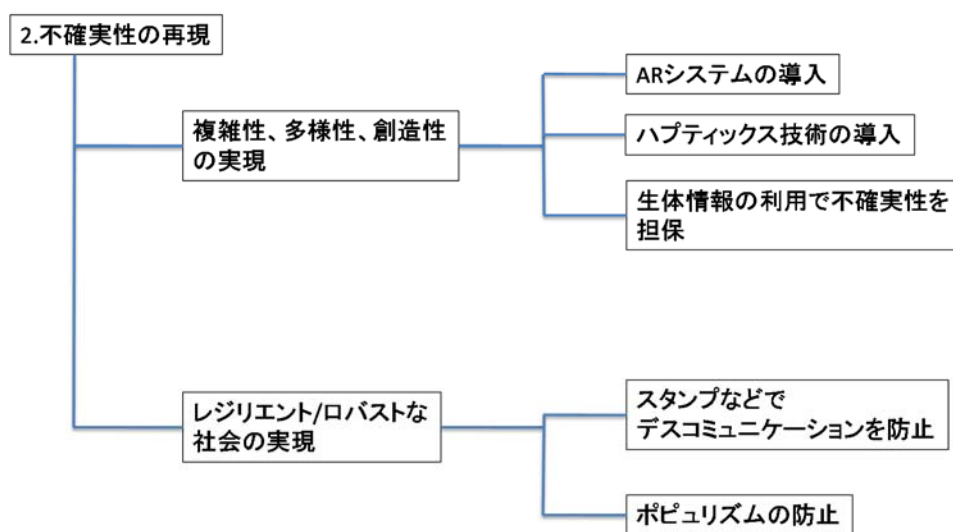 2.不確実性の再現
複雑性、多様性、創造性
の実現
ARシステムの導入
ハプティックス技術の導入
生体情報の利用で不確実性を
担保
レジリエント/ロバストな
社会の実現
スタンプなどで
デスコミュニケーションを防止
ポピュリズムの防止